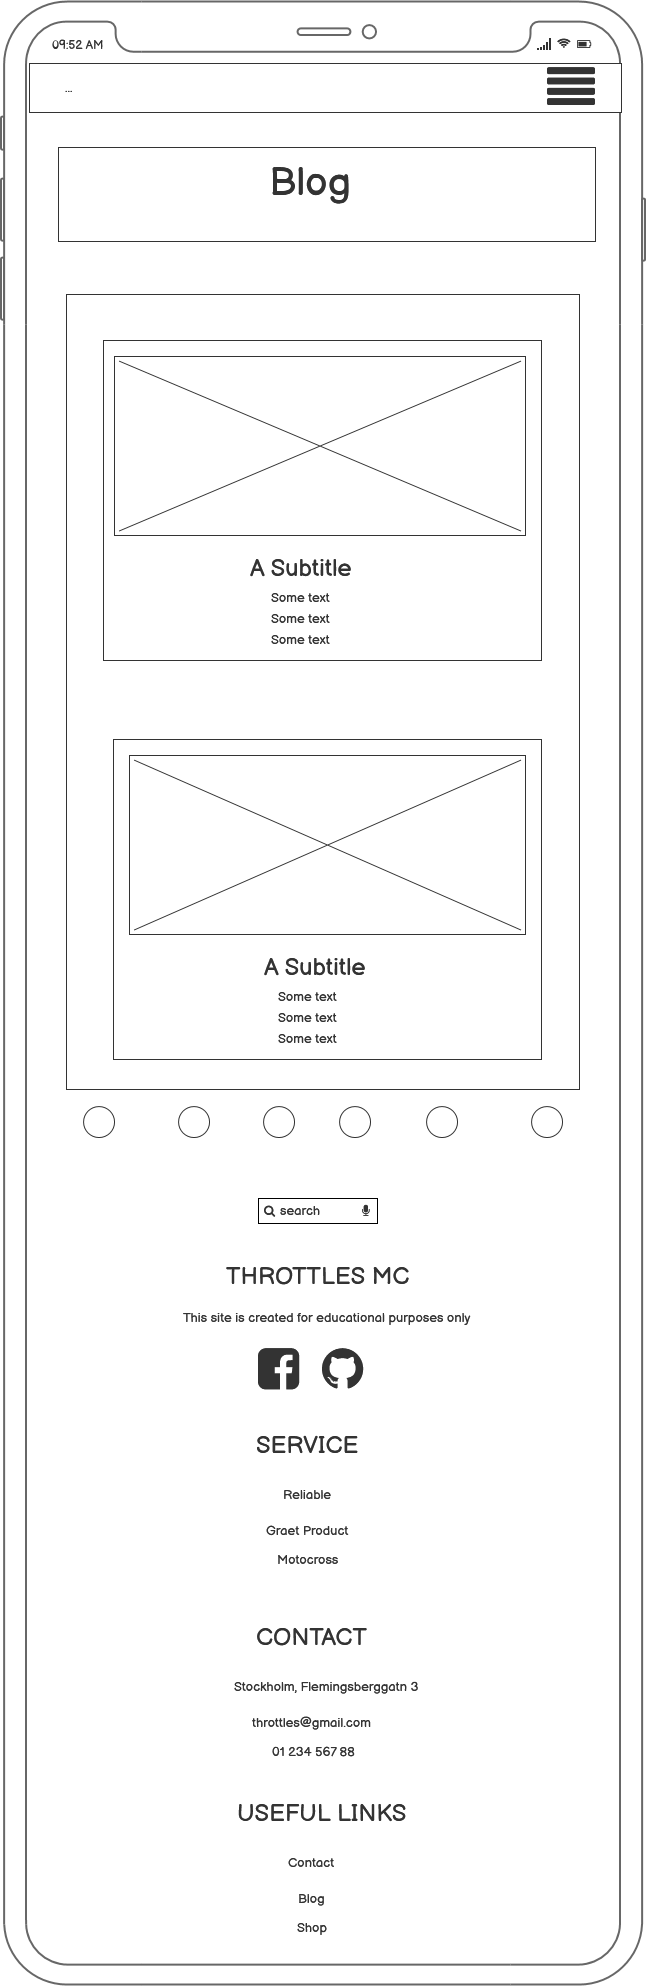 09:52 AM
...
Blog
A Subtitle
Some text
Some text
Some text
A Subtitle
Some text
Some text
Some text
search
THROTTLES MC
This site is created for educational purposes only
SERVICE
Reliable
Graet Product
Motocross
CONTACT
Stockholm, Flemingsberggatn 3
throttles@gmail.com
01 234 567 88
USEFUL LINKS
Contact
Blog
Shop